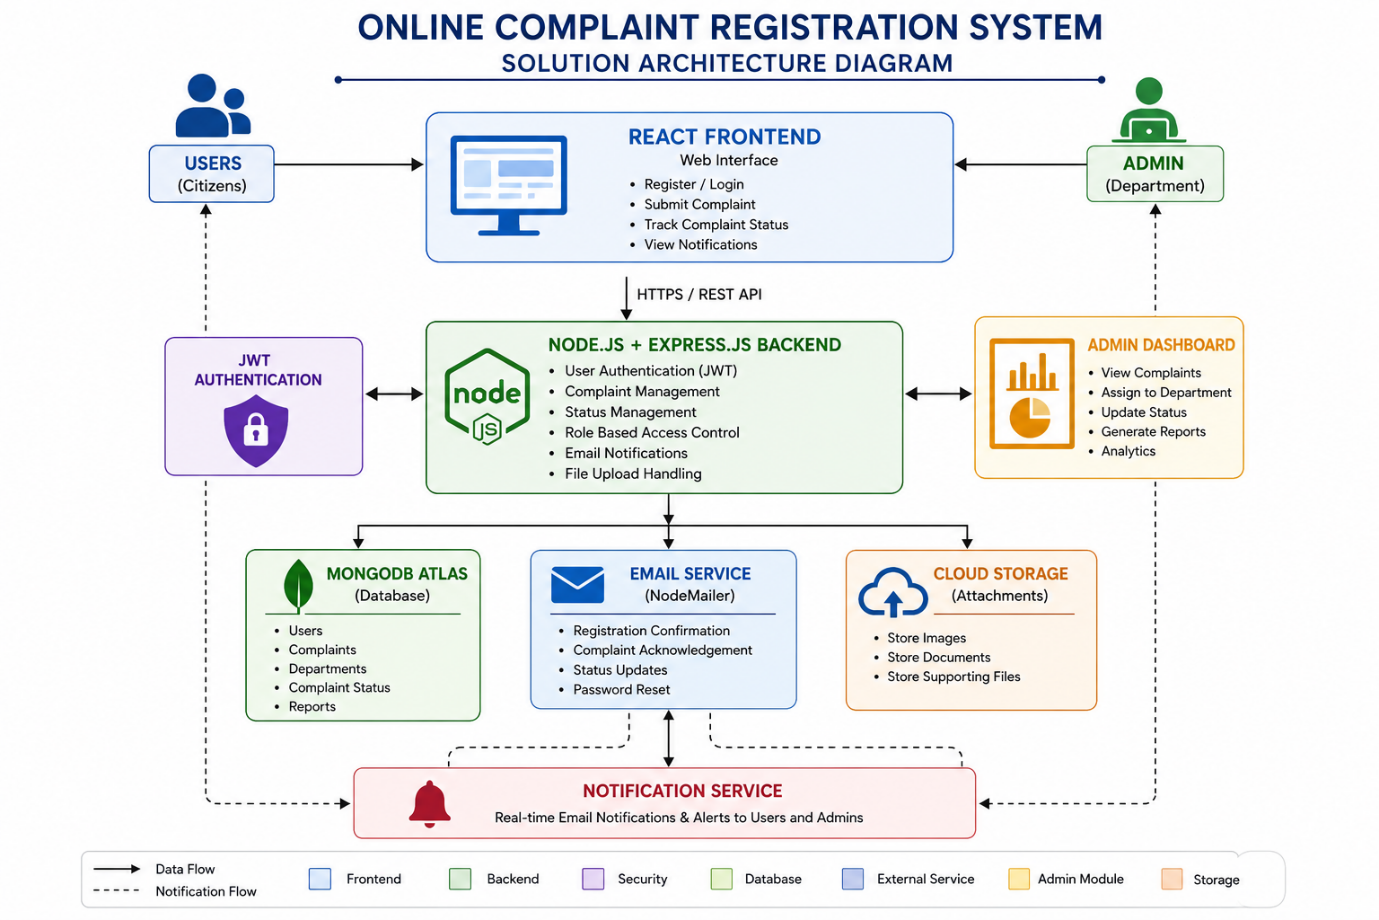 ONLINE COMPLAINT REGISTRATION SYSTEM
SOLUTION ARCHITECTURE DIAGRAM
USERS
(Citizens)
REACT FRONTEND
Web Interface
• Register / Login
• Submit Complaint
• Track Complaint Status
• View Notifications
ADMIN
(Department)
HTTPS / REST API
JWT
AUTHENTICATION
node
JS
NODE.JS + EXPRESS.JS BACKEND
• User Authentication (JWT)
• Complaint Management
• Status Management
• Role Based Access Control
• Email Notifications
• File Upload Handling
ADMIN DASHBOARD
• View Complaints
• Assign to Department
• Update Status
• Generate Reports
• Analytics
MONGODB ATLAS
(Database)
• Users
• Complaints
• Departments
• Complaint Status
• Reports
EMAIL SERVICE
(NodeMailer)
• Registration Confirmation
• Complaint Acknowledgement
• Status Updates
• Password Reset
CLOUD STORAGE
(Attachments)
• Store Images
• Store Documents
• Store Supporting Files
NOTIFICATION SERVICE
Real-time Email Notifications & Alerts to Users and Admins
Data Flow
Notification Flow
Frontend
Backend
Security
Database
External Service
Admin Module
Storage